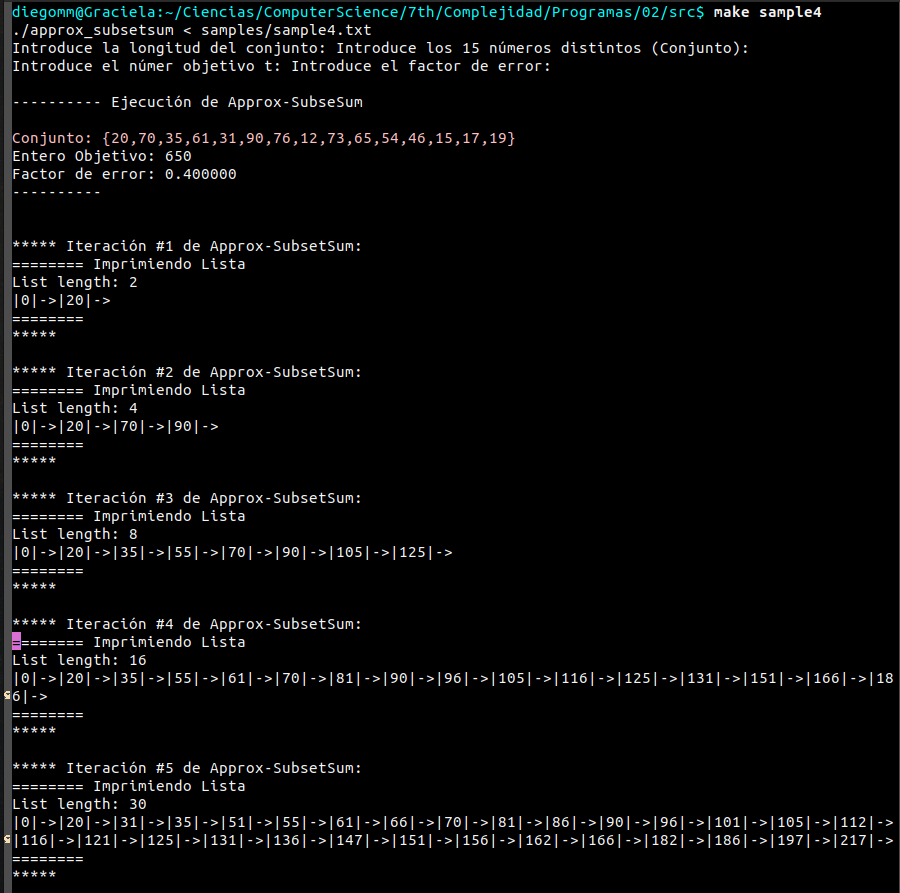 diegomm@Graciela:~/Ciencias/ComputerScience/7th/Complejidad/Programas/02/src$ make sample4
./approx_subsetsum < samples/sample4.txt
Introduce la longitud del conjunto: Introduce los 15 números distintos (Conjunto):
Introduce el númer objetivo t: Introduce el factor de error:
---------- Ejecución de Approx-SubseSum
Conjunto: {20,70,35,61,31,90,76,12,73,65,54,46,15,17,19}
Entero Objetivo: 650
Factor de error: 0.400000
----------
***** Iteración #1 de Approx-SubsetSum:
======== Imprimiendo Lista
List length: 2
|0|->|20|->
========
*****
***** Iteración #2 de Approx-SubsetSum:
======== Imprimiendo Lista
List length: 4
|0|->|20|->|70|->|90|->
========
*****
***** Iteración #3 de Approx-SubsetSum:
======== Imprimiendo Lista
List length: 8
|0|->|20|->|35|->|55|->|70|->|90|->|105|->|125|->
========
*****
***** Iteración #4 de Approx-SubsetSum:
======== Imprimiendo Lista
List length: 16
|0|->|20|->|35|->|55|->|61|->|70|->|81|->|90|->|96|->|105|->|116|->|125|->|131|->|151|->|166|->|18
6|->
========
*****
***** Iteración #5 de Approx-SubsetSum:
======== Imprimiendo Lista
List length: 30
|0|->|20|->|31|->|35|->|51|->|55|->|61|->|66|->|70|->|81|->|86|->|90|->|96|->|101|->|105|->|112|->
|116|->|121|->|125|->|131|->|136|->|147|->|151|->|156|->|162|->|166|->|182|->|186|->|197|->|217|->
========
*****